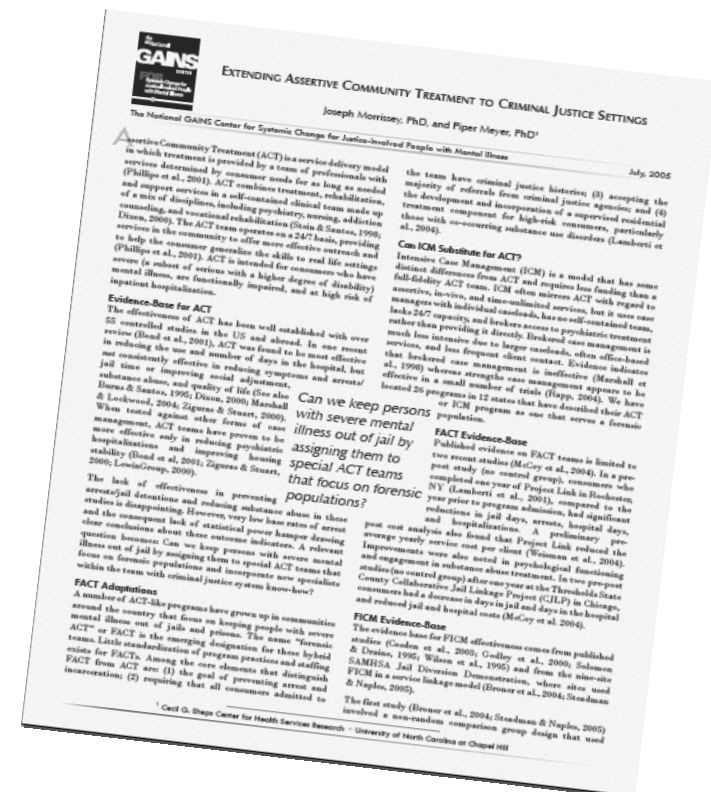 The
National
GAINS
CENTER
FOR
Systemic Change for
Justice-Involved People
with Mental Illness
EXTENDING ASSERTIVE COMMUNITY TREATMENT TO CRIMINAL JUSTICE SETTINGS
Joseph Morrissey, PhD, and Piper Meyer, PhD¹
The National GAINS Center for Systemic Change for Justice-Involved People with Mental Illness
July, 2005
Assertive Community Treatment (ACT) is a service delivery model
in which treatment is provided by a team of professionals with
services determined by consumer needs for as long as needed
(Phillips et al., 2001). ACT combines treatment, rehabilitation,
and support services in a self-contained clinical team made up
of a mix of disciplines, including psychiatry, nursing, addiction
counseling, and vocational rehabilitation (Stein & Santos, 1998;
Dixon, 2000). The ACT team operates on a 24/7 basis, providing
services in the community to offer more effective outreach and
to help the consumer generalize the skills to real life settings
(Phillips et al., 2001). ACT is intended for consumers who have
severe (a subset of serious with a higher degree of disability)
mental illness, are functionally impaired, and at high risk of
inpatient hospitalization.
Evidence-Base for ACT
The effectiveness of ACT has been well established with over
55 controlled studies in the US and abroad. In one recent
review (Bond et al., 2001), ACT was found to be most effective
in reducing the use and number of days in the hospital, but
not consistently effective in reducing symptoms and arrests/
jail time or improving social adjustment,
substance abuse, and quality of life (See also
Burns & Santos, 1995; Dixon, 2000; Marshall
& Lockwood, 2004; Ziguras & Stuart, 2000).
When tested against other forms of case
management, ACT teams have proven to be
more effective only in reducing psychiatric
hospitalizations and improving housing
stability (Bond et al, 2001; Ziguras & Stuart,
2000; LewinGroup, 2000).
The lack of effectiveness in preventing
arrests/jail detentions and reducing substance abuse in these
studies is disappointing. However, very low base rates of arrest
and the consequent lack of statistical power hamper drawing
clear conclusions about these outcome indicators. A relevant
question becomes: Can we keep persons with severe mental
illness out of jail by assigning them to special ACT teams that
focus on forensic populations and incorporate new specialists
within the team with criminal justice system know-how?
FACT Adaptations
A number of ACT-like programs have grown up in communities
around the country that focus on keeping people with severe
mental illness out of jails and prisons. The name "forensic
ACT" or FACT is the emerging designation for these hybrid
teams. Little standardization of program practices and staffing
exists for FACTs. Among the core elements that distinguish
FACT from ACT are: (1) the goal of preventing arrest and
incarceration; (2) requiring that all consumers admitted to
Can we keep persons
with severe mental
illness out of jail by
assigning them to
special ACT teams
that focus on forensic
populations?
the team have criminal justice histories; (3) accepting the
majority of referrals from criminal justice agencies; and (4)
the development and incorporation of a supervised residential
treatment component for high-risk consumers, particularly
those with co-occurring substance use disorders (Lamberti et
al., 2004).
Can ICM Substitute for ACT?
Intensive Case Management (ICM) is a model that has some
distinct differences from ACT and requires less funding than a
full-fidelity ACT team. ICM often mirrors ACT with regard to
assertive, in-vivo, and time-unlimited services, but it uses case
managers with individual caseloads, has no self-contained team,
lacks 24/7 capacity, and brokers access to psychiatric treatment
rather than providing it directly. Brokered case management is
much less intensive due to larger caseloads, often office-based
services, and less frequent client contact. Evidence indicates
that brokered case management is ineffective (Marshall et
al., 1998) whereas strengths case management appears to be
effective in a small number of trials (Rapp, 2004). We have
located 26 programs in 12 states that have described their ACT
or ICM program as one that serves a forensic
population.
FACT Evidence-Base
Published evidence on FACT teams is limited to
two recent studies (McCoy et al., 2004). In a pre-
post study (no control group), consumers who
completed one year of Project Link in Rochester,
NY (Lamberti et al., 2001), compared to the
year prior to program admission, had significant
reductions in jail days, arrests, hospital days,
and hospitalizations. A preliminary pre-
post cost analysis also found that Project Link reduced the
average yearly service cost per client (Weisman et al., 2004).
Improvements were also noted in psychological functioning
and engagement in substance abuse treatment. In two pre-post
studies (no control group) after one year at the Thresholds State
County Collaborative Jail Linkage Project (CJLP) in Chicago,
consumers had a decrease in days in jail and days in the hospital
and reduced jail and hospital costs (McCoy et al. 2004).
FICM Evidence-Base
The evidence base for FICM effectiveness comes from published
studies (Cosden et al., 2003; Godley et al., 2000; Solomon
& Draine, 1995; Wilson et al., 1995) and from the nine-site
SAMHSA Jail Diversion Demonstration, where sites used
FICM in a service linkage model (Broner et al., 2004; Steadman
& Naples, 2005).
The first study (Broner et al., 2004; Steadman & Naples, 2005)
involved a non-random comparison group design that used
¹ Cecil G. Sheps Center for Health Services Research · University of North Carolina at Chapel Hill